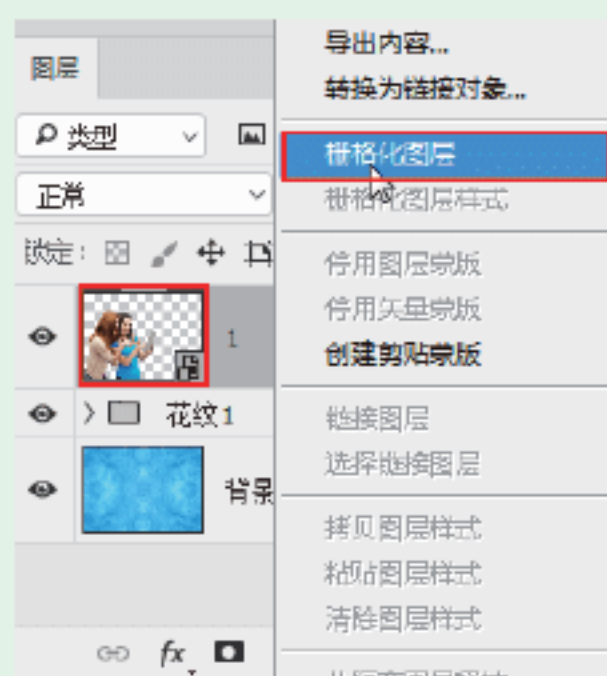 图层
类型
正常
锁定：
1
花纹1
背景
fx
导出内容...
转换为链接对象...
栅格化图层
栅格化图层样式
停用图层蒙版
停用矢量蒙版
创建剪贴蒙版
链接图层
选择链接图层
拷贝图层样式
粘贴图层样式
清除图层样式